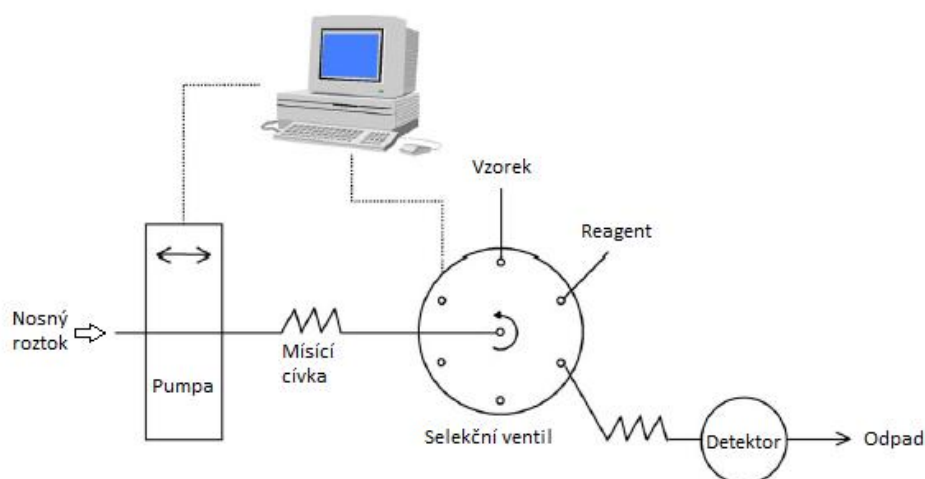 Vzorek
Reagent
Nosný
roztok
Mísící
cívka
Pumpa
Selekční ventil
Detektor
Odpad